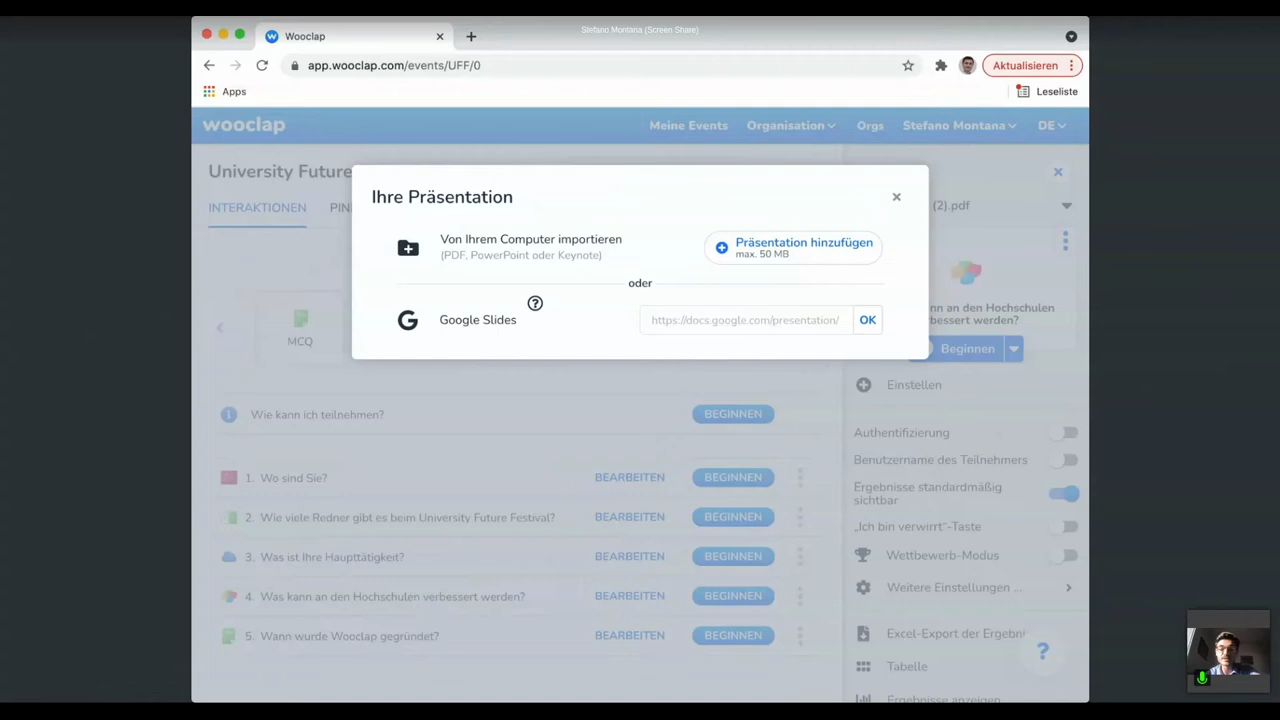 Stefano Montana (Screen Share)
Wooclap
app.wooclap.com/events/UFF/0
Aktualisieren
Apps
Leseliste
wooclap
Meine Events
Organisation
Orgs
Stefano Montana
DE
University Future
(2).pdf
INTERAKTIONEN
PIN
Ihre Präsentation
Von Ihrem Computer importieren
(PDF, PowerPoint oder Keynote)
Präsentation hinzufügen
max. 50 MB
oder
Google Slides
?
https://docs.google.com/presentation/
OK
MCQ
n an den Hochschulen
bessert werden?
Beginnen
Einstellen
Wie kann ich teilnehmen?
BEGINNEN
Authentifizierung
Benutzername des Teilnehmers
Ergebnisse standardmäßig
sichtbar
„Ich bin verwirrt“-Taste
Wettbewerb-Modus
Weitere Einstellungen ...
Excel-Export der Ergebn
Tabelle
Ergebnisse anzeigen
1. Wo sind Sie?
BEARBEITEN
BEGINNEN
2. Wie viele Redner gibt es beim University Future Festival?
BEARBEITEN
BEGINNEN
3. Was ist Ihre Haupttätigkeit?
BEARBEITEN
BEGINNEN
4. Was kann an den Hochschulen verbessert werden?
BEARBEITEN
BEGINNEN
5. Wann wurde Wooclap gegründet?
BEARBEITEN
BEGINNEN
?